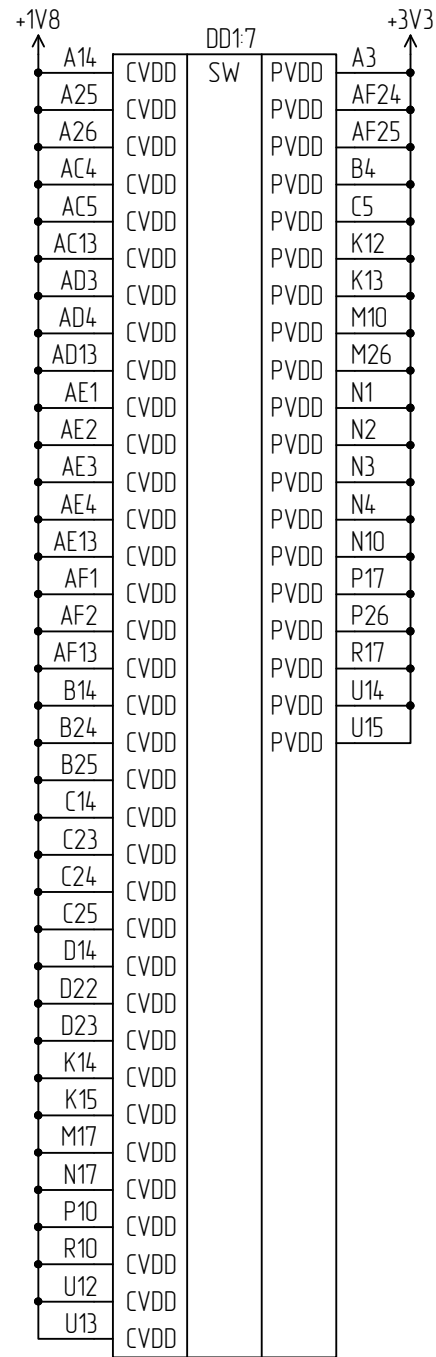 +1V8 +3V3
DD1:7
A14 CVDD SW PVDD A3
A25 CVDD PVDD AF24
A26 CVDD PVDD AF25
AC4 CVDD PVDD B4
AC5 CVDD PVDD C5
AC13 CVDD PVDD K12
AD3 CVDD PVDD K13
AD4 CVDD PVDD M10
AD13 CVDD PVDD M26
AE1 CVDD PVDD N1
AE2 CVDD PVDD N2
AE3 CVDD PVDD N3
AE4 CVDD PVDD N4
AE13 CVDD PVDD N10
AF1 CVDD PVDD P17
AF2 CVDD PVDD P26
AF13 CVDD PVDD R17
B14 CVDD PVDD U14
B24 CVDD PVDD U15
B25 CVDD
C14 CVDD
C23 CVDD
C24 CVDD
C25 CVDD
D14 CVDD
D22 CVDD
D23 CVDD
K14 CVDD
K15 CVDD
M17 CVDD
N17 CVDD
P10 CVDD
R10 CVDD
U12 CVDD
U13 CVDD